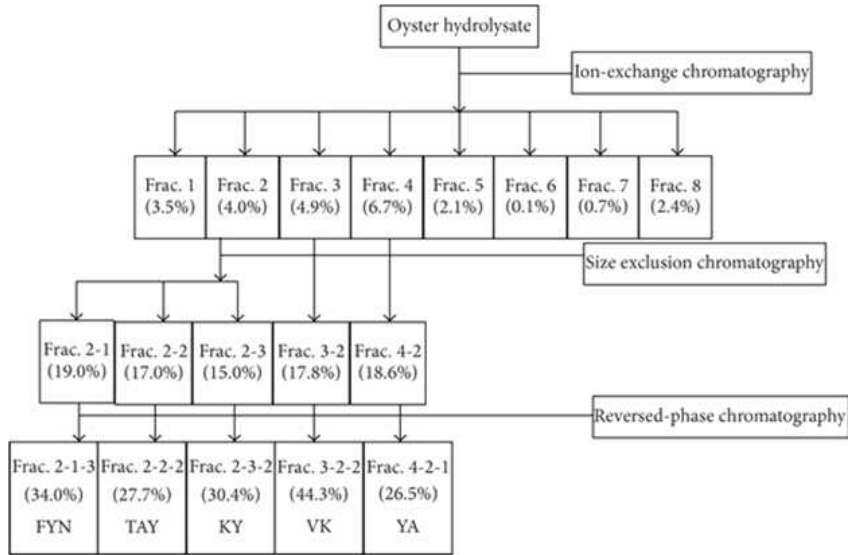 Oyster hydrolysate
Ion-exchange chromatography
Frac. 1
(3.5%)
Frac. 2
(4.0%)
Frac. 3
(4.9%)
Frac. 4
(6.7%)
Frac. 5
(2.1%)
Frac. 6
(0.1%)
Frac. 7
(0.7%)
Frac. 8
(2.4%)
Size exclusion chromatography
Frac. 2-1
(19.0%)
Frac. 2-2
(17.0%)
Frac. 2-3
(15.0%)
Frac. 3-2
(17.8%)
Frac. 4-2
(18.6%)
Reversed-phase chromatography
Frac. 2-1-3
(34.0%)
FYN
Frac. 2-2-2
(27.7%)
TAY
Frac. 2-3-2
(30.4%)
KY
Frac. 3-2-2
(44.3%)
VK
Frac. 4-2-1
(26.5%)
YA